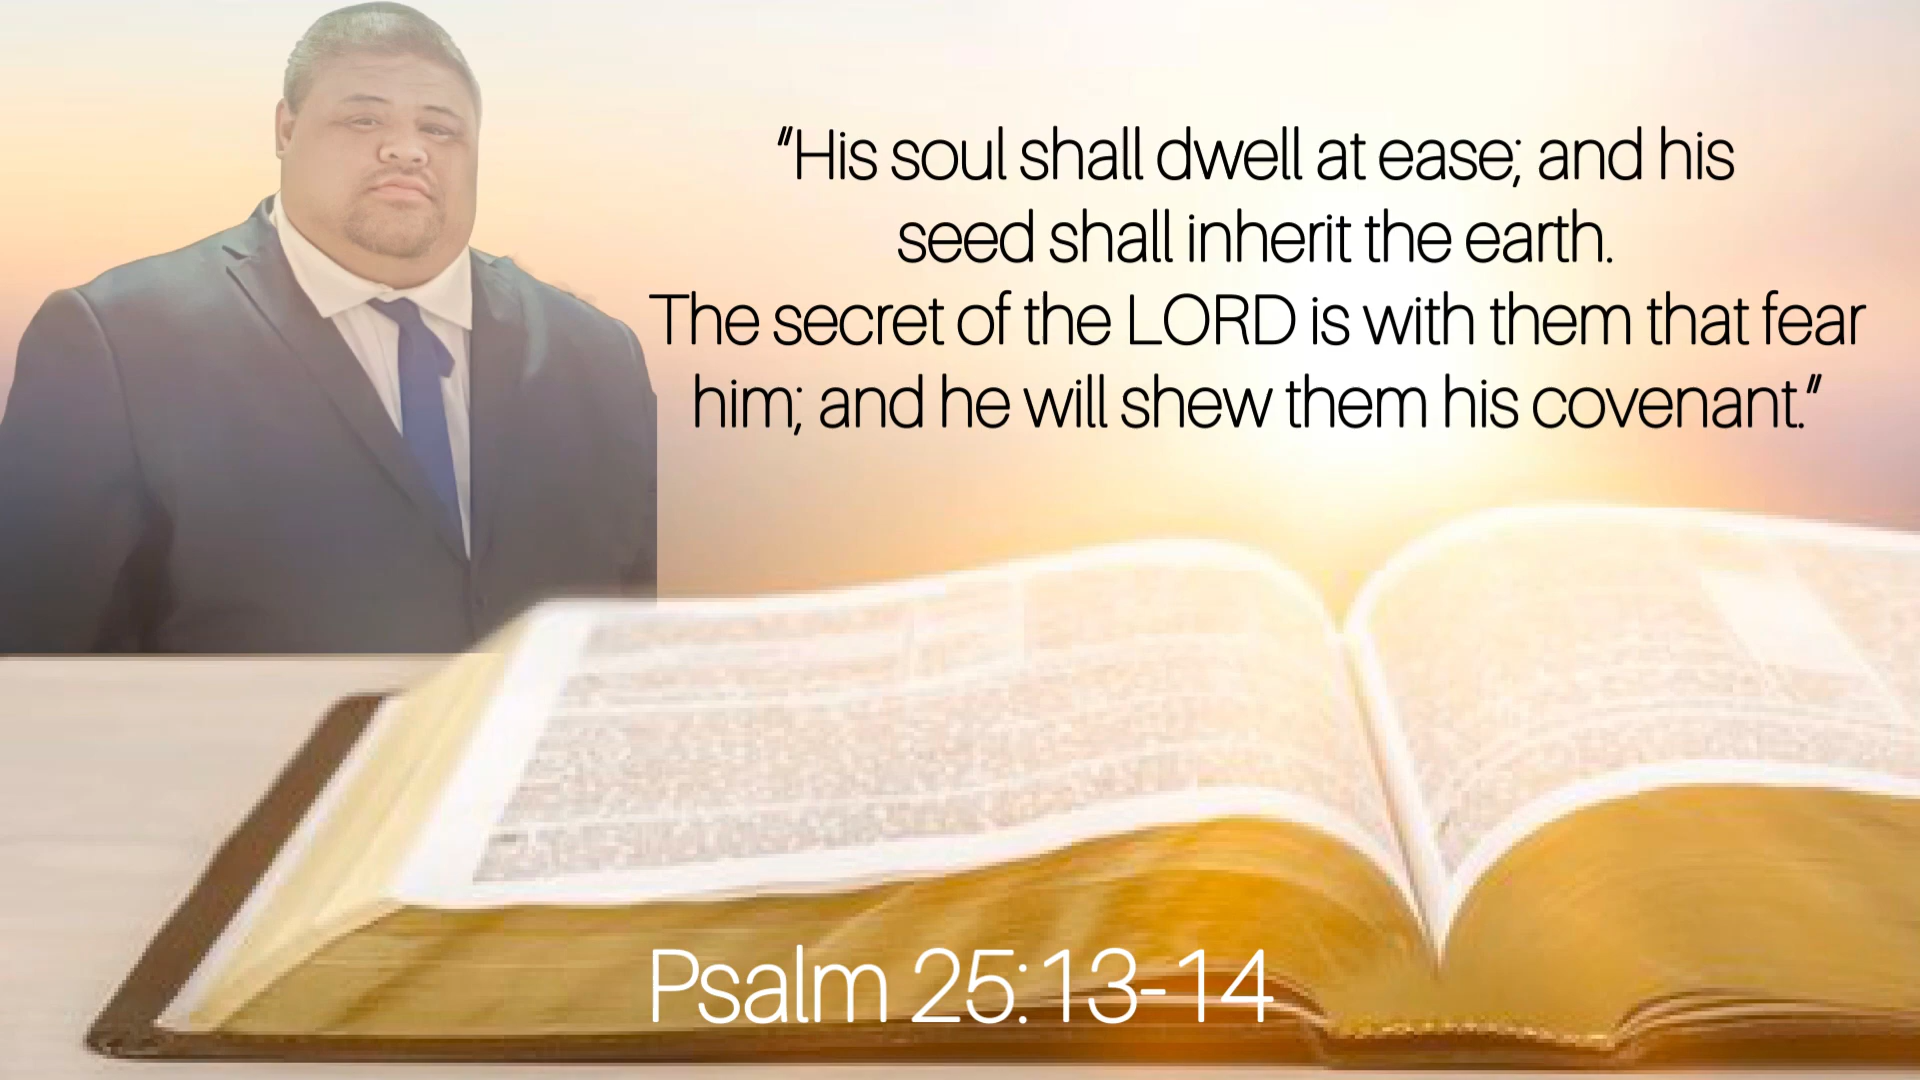 “His soul shall dwell at ease; and his
seed shall inherit the earth.
The secret of the LORD is with them that fear
him; and he will shew them his covenant.”
Psalm 25:13-14